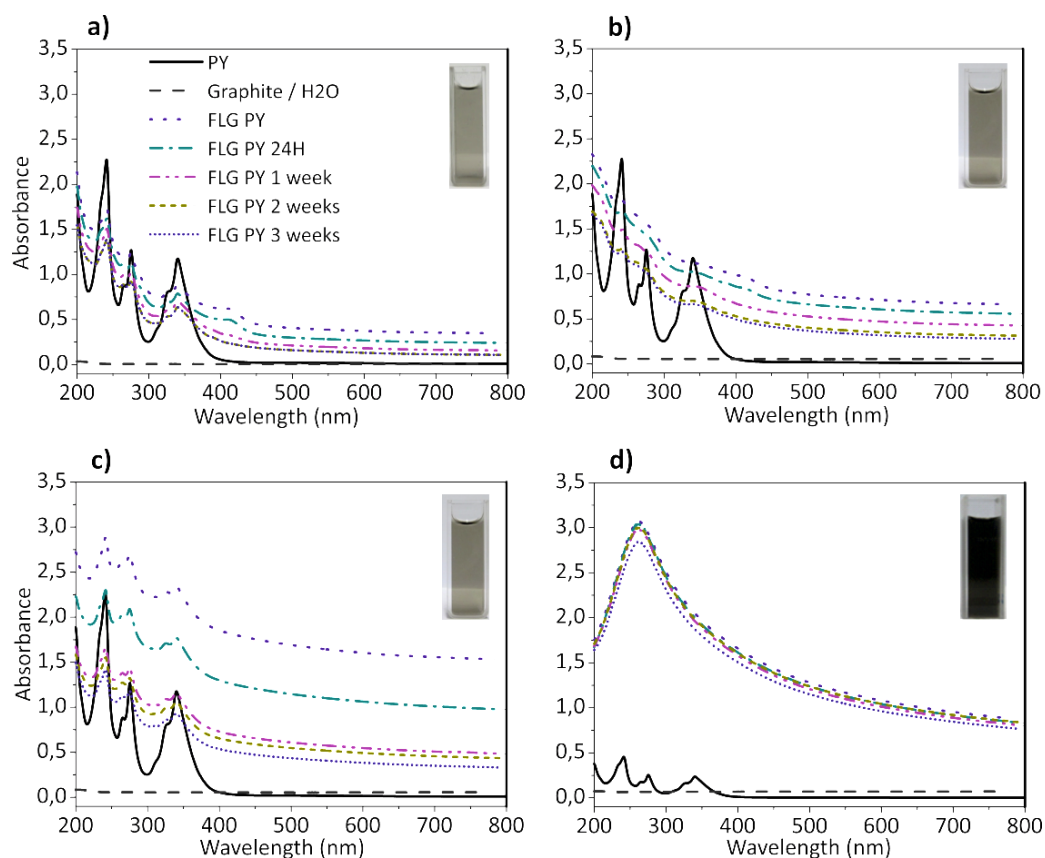 a)
3,5
3,0
2,5
2,0
1,5
1,0
0,5
0,0
Absorbance
PY
Graphite / H2O
FLG PY
FLG PY 24H
FLG PY 1 week
FLG PY 2 weeks
FLG PY 3 weeks
200 300 400 500 600 700 800
Wavelength (nm)
b)
3,5
3,0
2,5
2,0
1,5
1,0
0,5
0,0
200 300 400 500 600 700 800
Wavelength (nm)
c)
3,5
3,0
2,5
2,0
1,5
1,0
0,5
0,0
Absorbance
200 300 400 500 600 700 800
Wavelength (nm)
d)
3,5
3,0
2,5
2,0
1,5
1,0
0,5
0,0
200 300 400 500 600 700 800
Wavelength (nm)